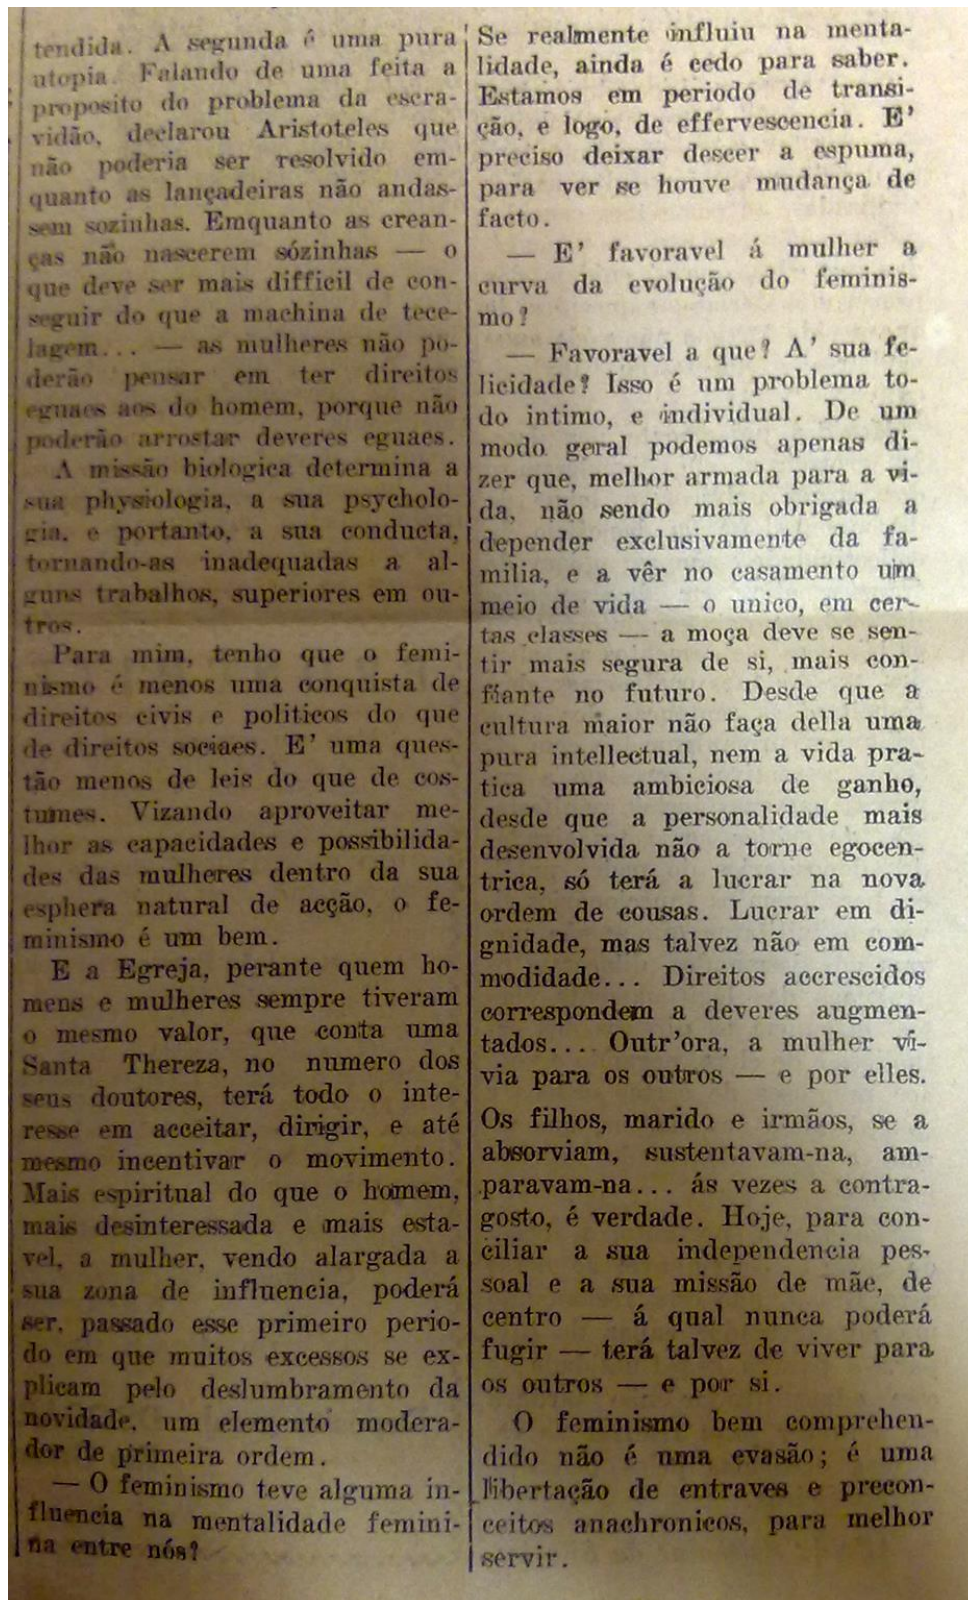 tendida. A segunda é uma pura
utopia. Falando de uma feita a
proposito do problema da escra-
vidão, declarou Aristoteles que
não poderia ser resolvido em-
quanto as lançadeiras não andas-
sem sozinhas. Emquanto as crean-
ças não nascerem sózinhas — o
que deve ser mais difficil de con-
seguir do que a machina de tece-
lagem... — as mulheres não po-
derão pensar em ter direitos
eguaes aos do homem, porque não
poderão arrostar deveres eguaes.
A missão biologica determina a
sua physiologia, a sua psycholo-
gia, e portanto, a sua conducta,
tornando-as inadequadas a al-
guns trabalhos, superiores em ou-
tros.
Para mim, tenho que o femi-
nismo é menos uma conquista de
direitos civis e politicos do que
de direitos sociaes. E' uma ques-
tão menos de leis do que de cos-
tumes. Vizando aproveitar me-
lhor as capacidades e possibilida-
des das mulheres dentro da sua
esphera natural de acção, o fe-
minismo é um bem.
E a Egreja, perante quem ho-
mens e mulheres sempre tiveram
o mesmo valor, que conta uma
Santa Thereza, no numero dos
seus doutores, terá todo o inte-
resse em acceitar, dirigir, e até
mesmo incentivar o movimento.
Mais espiritual do que o homem,
mais desinteressada e mais esta-
vel, a mulher, vendo alargada a
sua zona de influencia, poderá
ser, passado esse primeiro perio-
do em que muitos excessos se ex-
plicam pelo deslumbramento da
novidade, um elemento modera-
dor de primeira ordem.
— O feminismo teve alguma in-
fluencia na mentalidade femini-
na entre nós?
Se realmente influiu na menta-
lidade, ainda é cedo para saber.
Estamos em periodo de transi-
ção, e logo, de effervescencia. E'
preciso deixar descer a espuma,
para ver se houve mudança de
facto.
— E' favoravel á mulher a
curva da evolução do feminis-
mo?
— Favoravel a que? A' sua fe-
licidade? Isso é um problema to-
do intimo, e individual. De um
modo geral podemos apenas di-
zer que, melhor armada para a vi-
da, não sendo mais obrigada a
depender exclusivamente da fa-
milia, e a vêr no casamento um
meio de vida — o unico, em cer-
tas classes — a moça deve se sen-
tir mais segura de si, mais con-
fiante no futuro. Desde que a
cultura maior não faça della uma
pura intellectual, nem a vida pra-
tica uma ambiciosa de ganho,
desde que a personalidade mais
desenvolvida não a torne egocen-
trica, só terá a lucrar na nova
ordem de cousas. Lucrar em di-
gnidade, mas talvez não em com-
modidade... Direitos accrescidos
correspondem a deveres augmen-
tados... Outr'ora, a mulher vi-
via para os outros — e por elles.
Os filhos, marido e irmãos, se a
absorviam, sustentavam-na, am-
paravam-na... ás vezes a contra-
gosto, é verdade. Hoje, para con-
ciliar a sua independencia pes-
soal e a sua missão de mãe, de
centro — á qual nunca poderá
fugir — terá talvez de viver para
os outros — e por si.
O feminismo bem comprehen-
dido não é uma evasão; é uma
libertação de entraves e precon-
ceitos anachronicos, para melhor
servir.